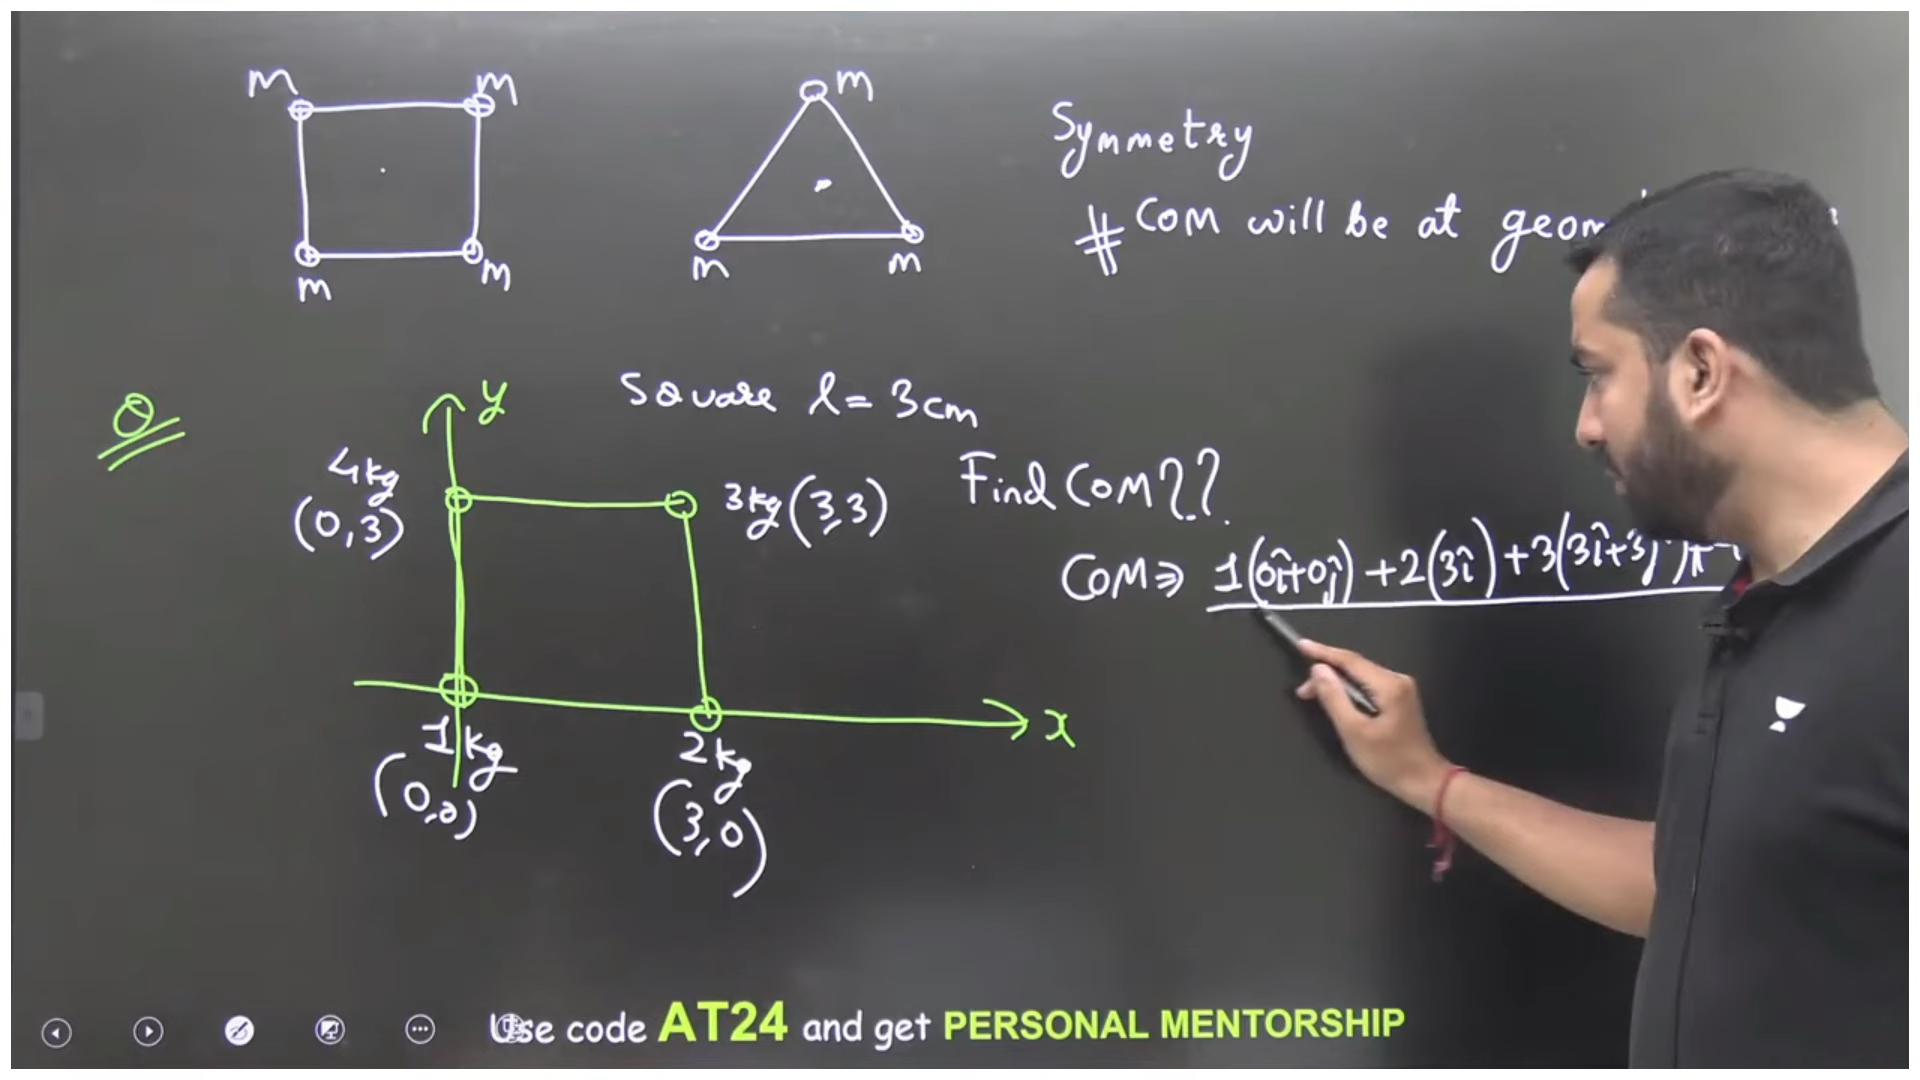 m m
m m
m
m m
Symmetry
# COM will be at
Q
y
Square l = 3cm
4kg
(0,3)
3kg (3,3)
Find COM??
COM ⇒ 1(0î+0ĵ) +2(3î) +3(3î+3ĵ)
x
1kg
(0,0)
2kg
(3,0)
Use code AT24 and get PERSONAL MENTORSHIP